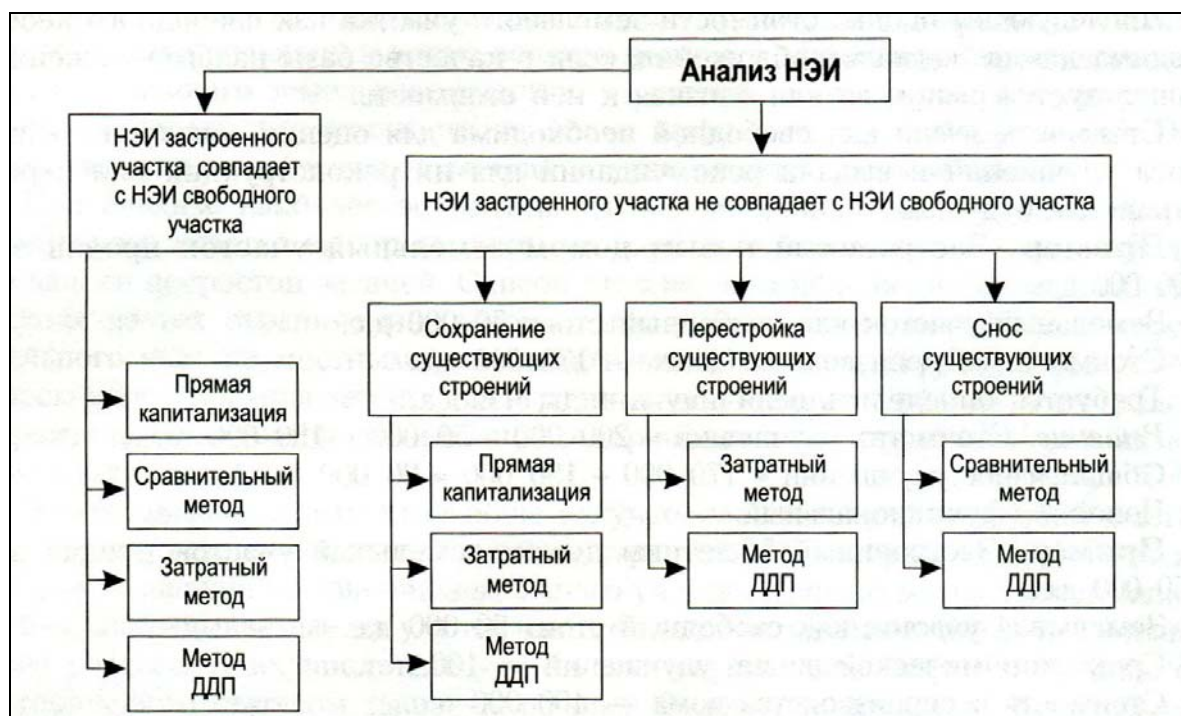 Анализ НЭИ
НЭИ застроенного
участка совпадает
с НЭИ свободного
участка
НЭИ застроенного участка не совпадает с НЭИ свободного участка
Прямая
капитализация
Сравнительный
метод
Затратный
метод
Метод
ДДП
Сохранение
существующих
строений
Прямая
капитализация
Затратный
метод
Метод
ДДП
Перестройка
существующих
строений
Затратный
метод
Метод
ДДП
Снос
существующих
строений
Сравнительный
метод
Метод
ДДП